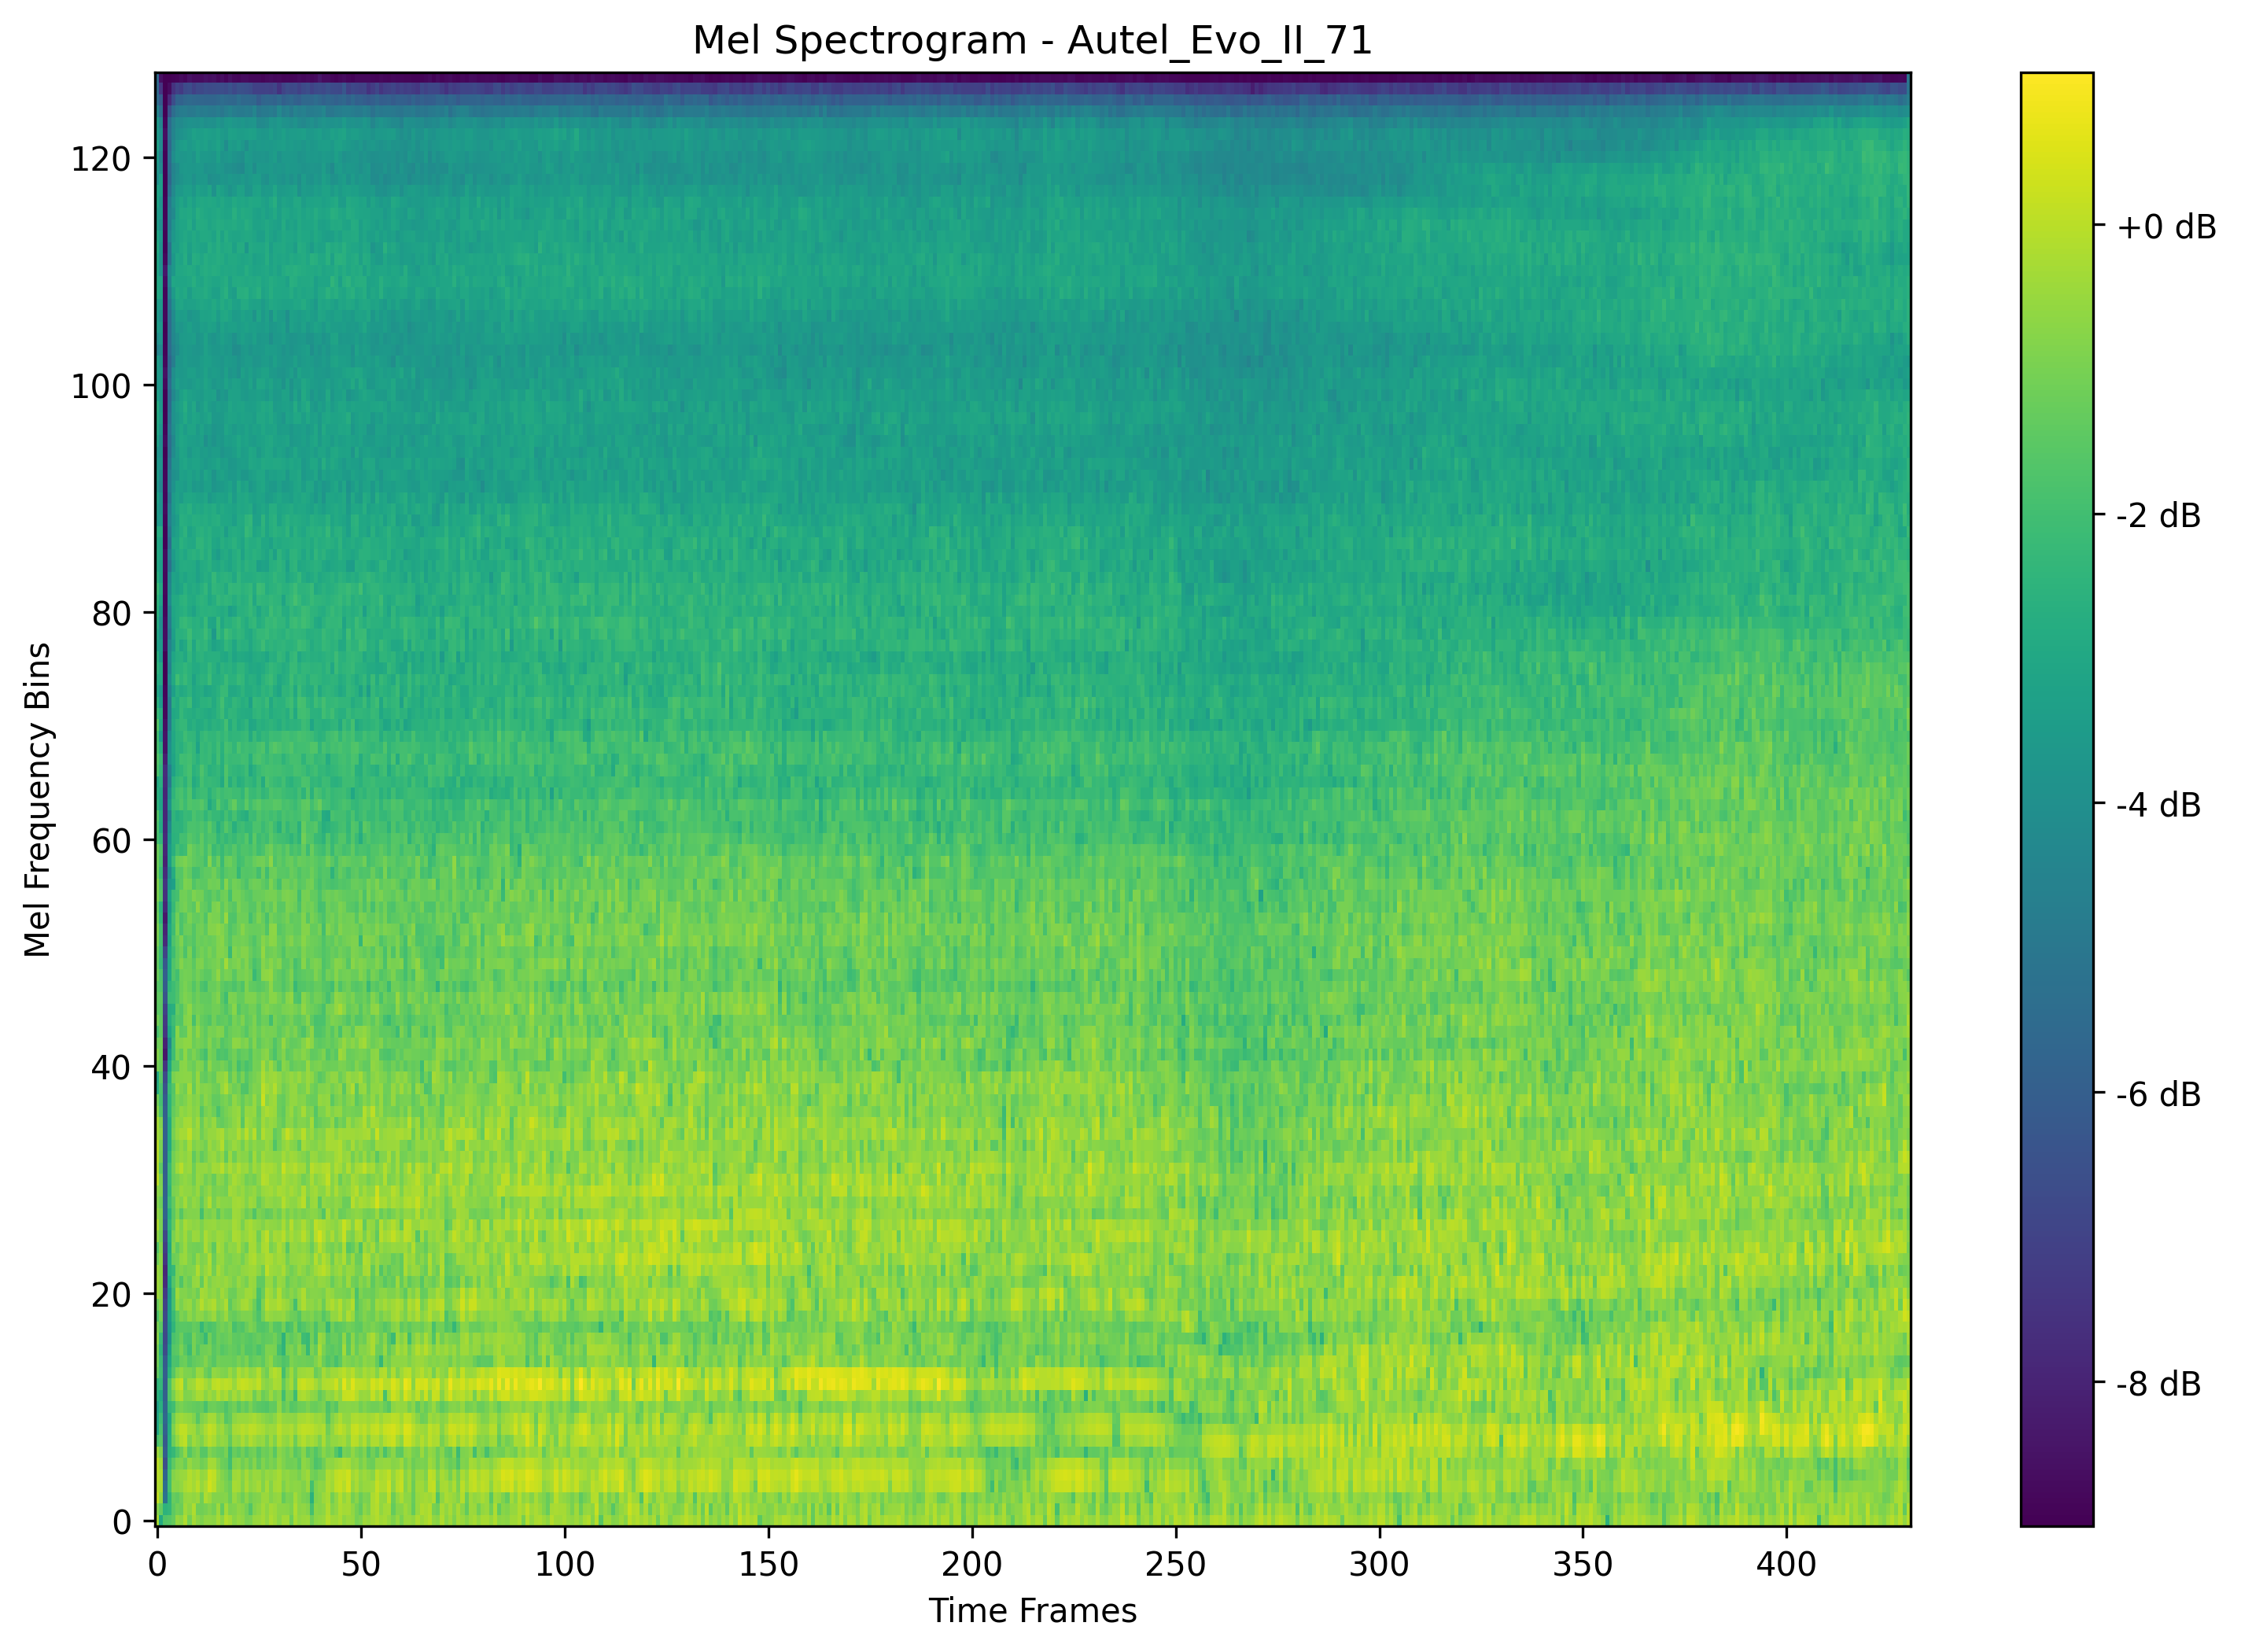 Mel Spectrogram - Autel_Evo_II_71
Mel Frequency Bins
120
100
80
60
40
20
0
0 50 100 150 200 250 300 350 400
Time Frames
+0 dB
-2 dB
-4 dB
-6 dB
-8 dB